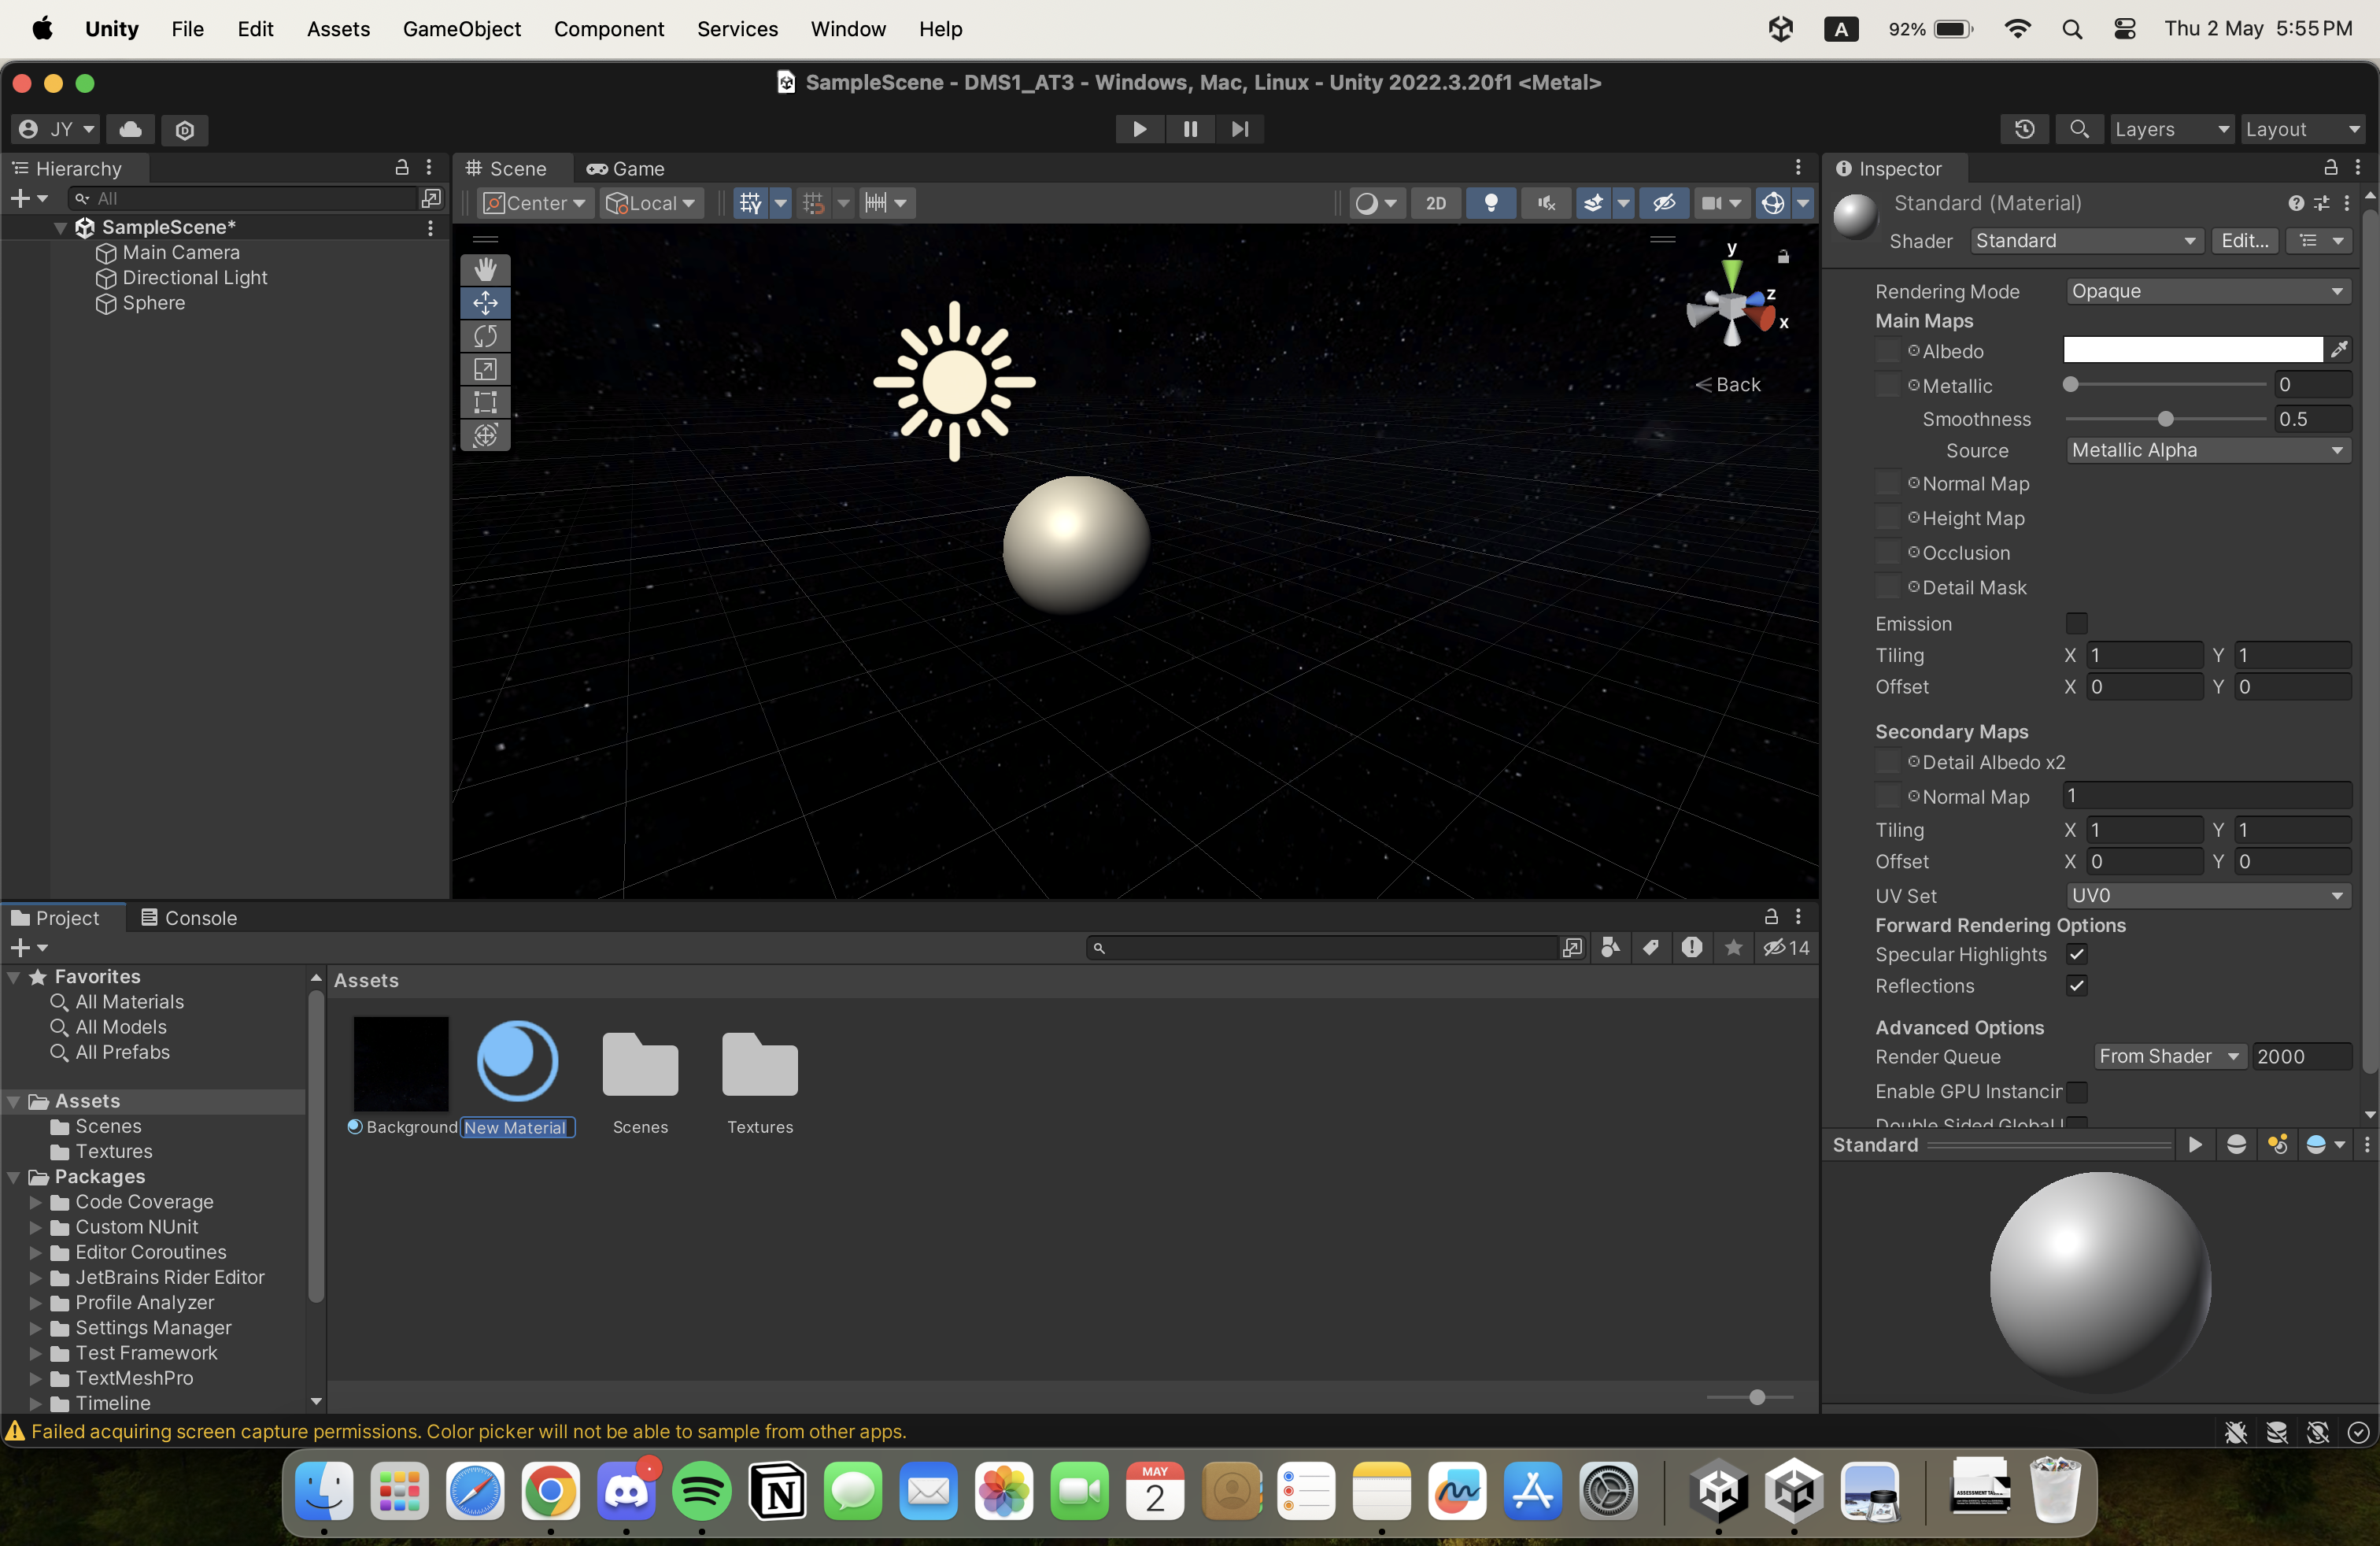 Unity File Edit Assets GameObject Component Services Window Help A 92% Thu 2 May 5:55 PM
SampleScene - DMS1_AT3 - Windows, Mac, Linux - Unity 2022.3.20f1 <Metal>
JY Layers Layout
Hierarchy
All
SampleScene*
Main Camera
Directional Light
Sphere
Scene Game
Center Local 2D
y
z
x
Back
Inspector
Standard (Material)
Shader Standard Edit...
Rendering Mode Opaque
Main Maps
Albedo
Metallic 0
Smoothness 0.5
Source Metallic Alpha
Normal Map
Height Map
Occlusion
Detail Mask
Emission
Tiling X 1 Y 1
Offset X 0 Y 0
Secondary Maps
Detail Albedo x2
Normal Map 1
Tiling X 1 Y 1
Offset X 0 Y 0
UV Set UV0
Forward Rendering Options
Specular Highlights
Reflections
Advanced Options
Render Queue From Shader 2000
Enable GPU Instancir
Double Sided Global I
Standard
Project Console
14
Favorites
All Materials
All Models
All Prefabs
Assets
Scenes
Textures
Packages
Code Coverage
Custom NUnit
Editor Coroutines
JetBrains Rider Editor
Profile Analyzer
Settings Manager
Test Framework
TextMeshPro
Timeline
Assets
Background New Material Scenes Textures
Failed acquiring screen capture permissions. Color picker will not be able to sample from other apps.
MAY
2